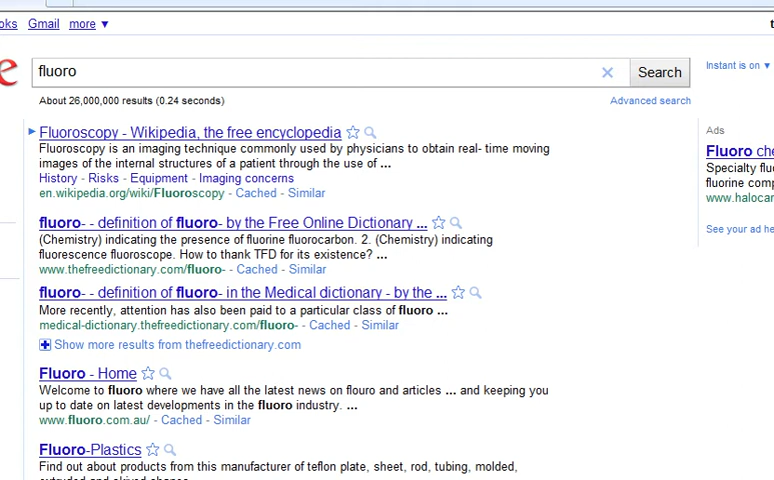 oks Gmail more ▼
e fluoro Search Instant is on ▼
About 26,000,000 results (0.24 seconds) Advanced search
Fluoroscopy - Wikipedia, the free encyclopedia
Fluoroscopy is an imaging technique commonly used by physicians to obtain real- time moving
images of the internal structures of a patient through the use of ...
History - Risks - Equipment - Imaging concerns
en.wikipedia.org/wiki/Fluoroscopy - Cached - Similar
fluoro- - definition of fluoro- by the Free Online Dictionary ...
(Chemistry) indicating the presence of fluorine fluorocarbon. 2. (Chemistry) indicating
fluorescence fluoroscope. How to thank TFD for its existence? ...
www.thefreedictionary.com/fluoro- - Cached - Similar
fluoro- - definition of fluoro- in the Medical dictionary - by the ...
More recently, attention has also been paid to a particular class of fluoro ...
medical-dictionary.thefreedictionary.com/fluoro- - Cached - Similar
Show more results from thefreedictionary.com
Fluoro - Home
Welcome to fluoro where we have all the latest news on flouro and articles ... and keeping you
up to date on latest developments in the fluoro industry. ...
www.fluoro.com.au/ - Cached - Similar
Fluoro-Plastics
Find out about products from this manufacturer of teflon plate, sheet, rod, tubing, molded,
Ads
Fluoro che
Specialty fluo
fluorine comp
www.halocar
See your ad he